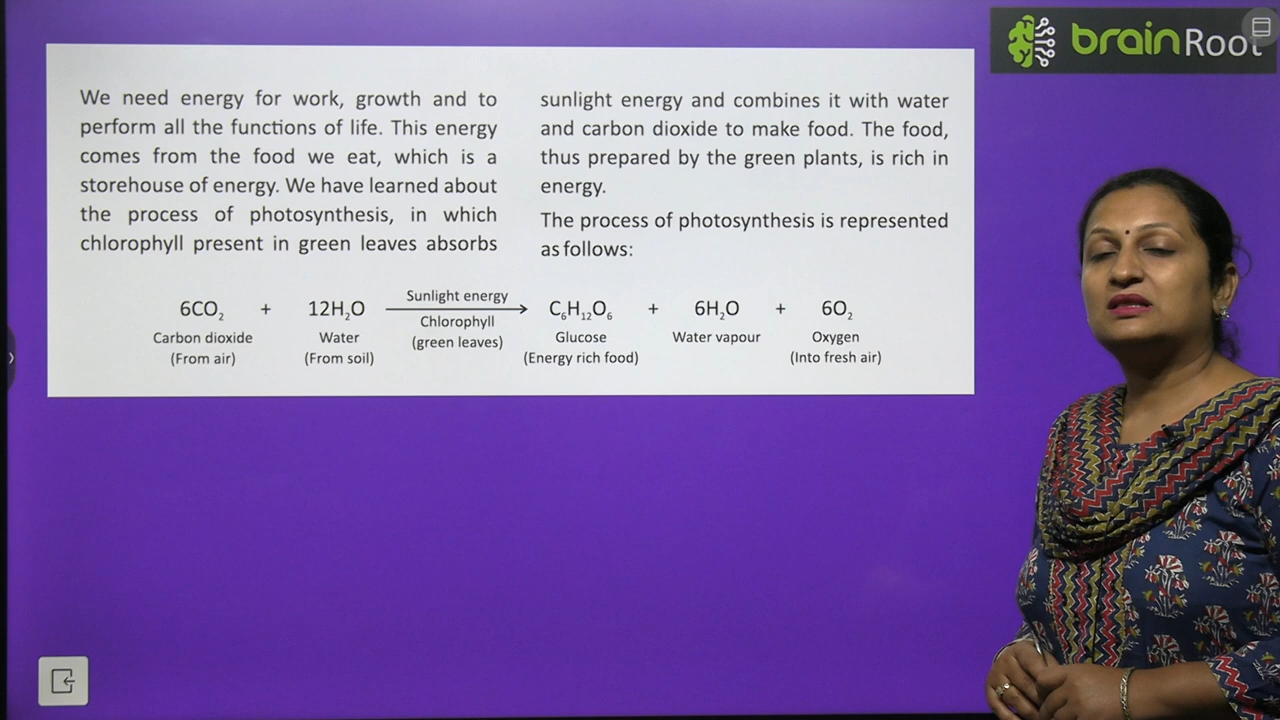 brainRoot
We need energy for work, growth and to
perform all the functions of life. This energy
comes from the food we eat, which is a
storehouse of energy. We have learned about
the process of photosynthesis, in which
chlorophyll present in green leaves absorbs
sunlight energy and combines it with water
and carbon dioxide to make food. The food,
thus prepared by the green plants, is rich in
energy.
The process of photosynthesis is represented
as follows:
6CO₂ + 12H₂O Sunlight energy C₆H₁₂O₆ + 6H₂O + 6O₂
Carbon dioxide Water Chlorophyll Glucose Water vapour Oxygen
(From air) (From soil) (green leaves) (Energy rich food) (Into fresh air)